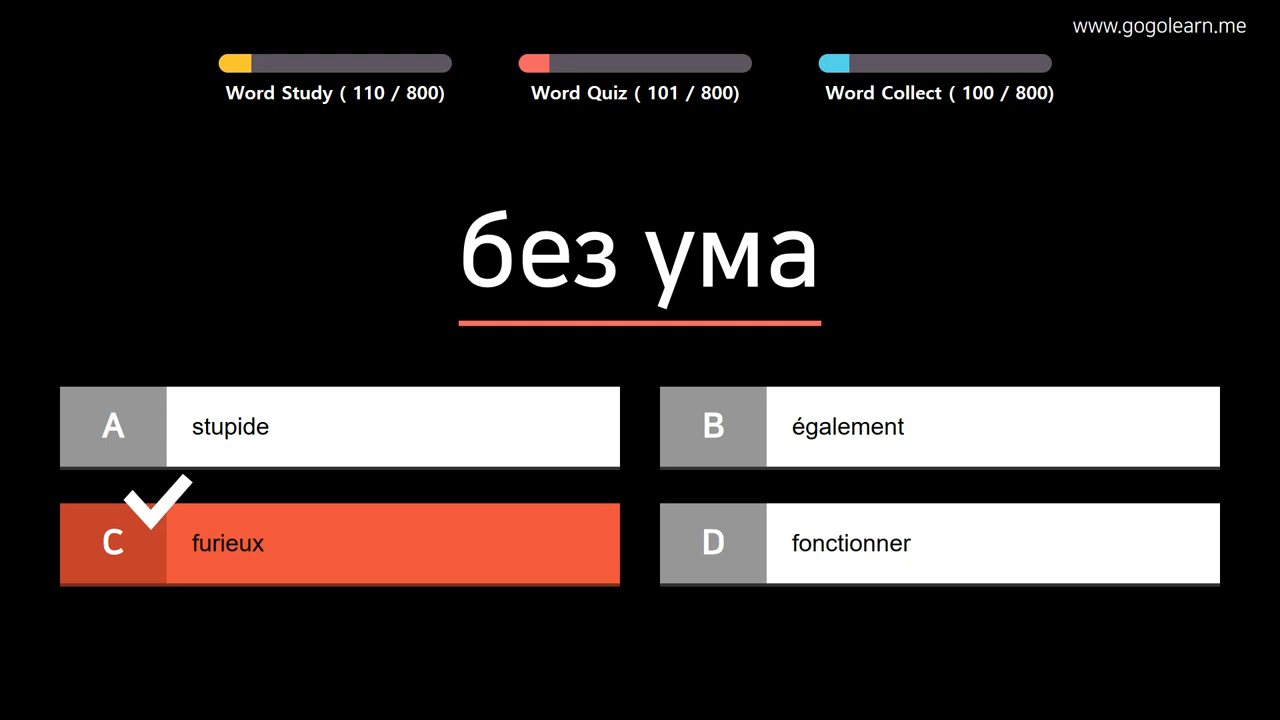 www.gogolearn.me
Word Study ( 110 / 800)
Word Quiz ( 101 / 800)
Word Collect ( 100 / 800)
без ума
A stupide
B également
C furieux
D fonctionner